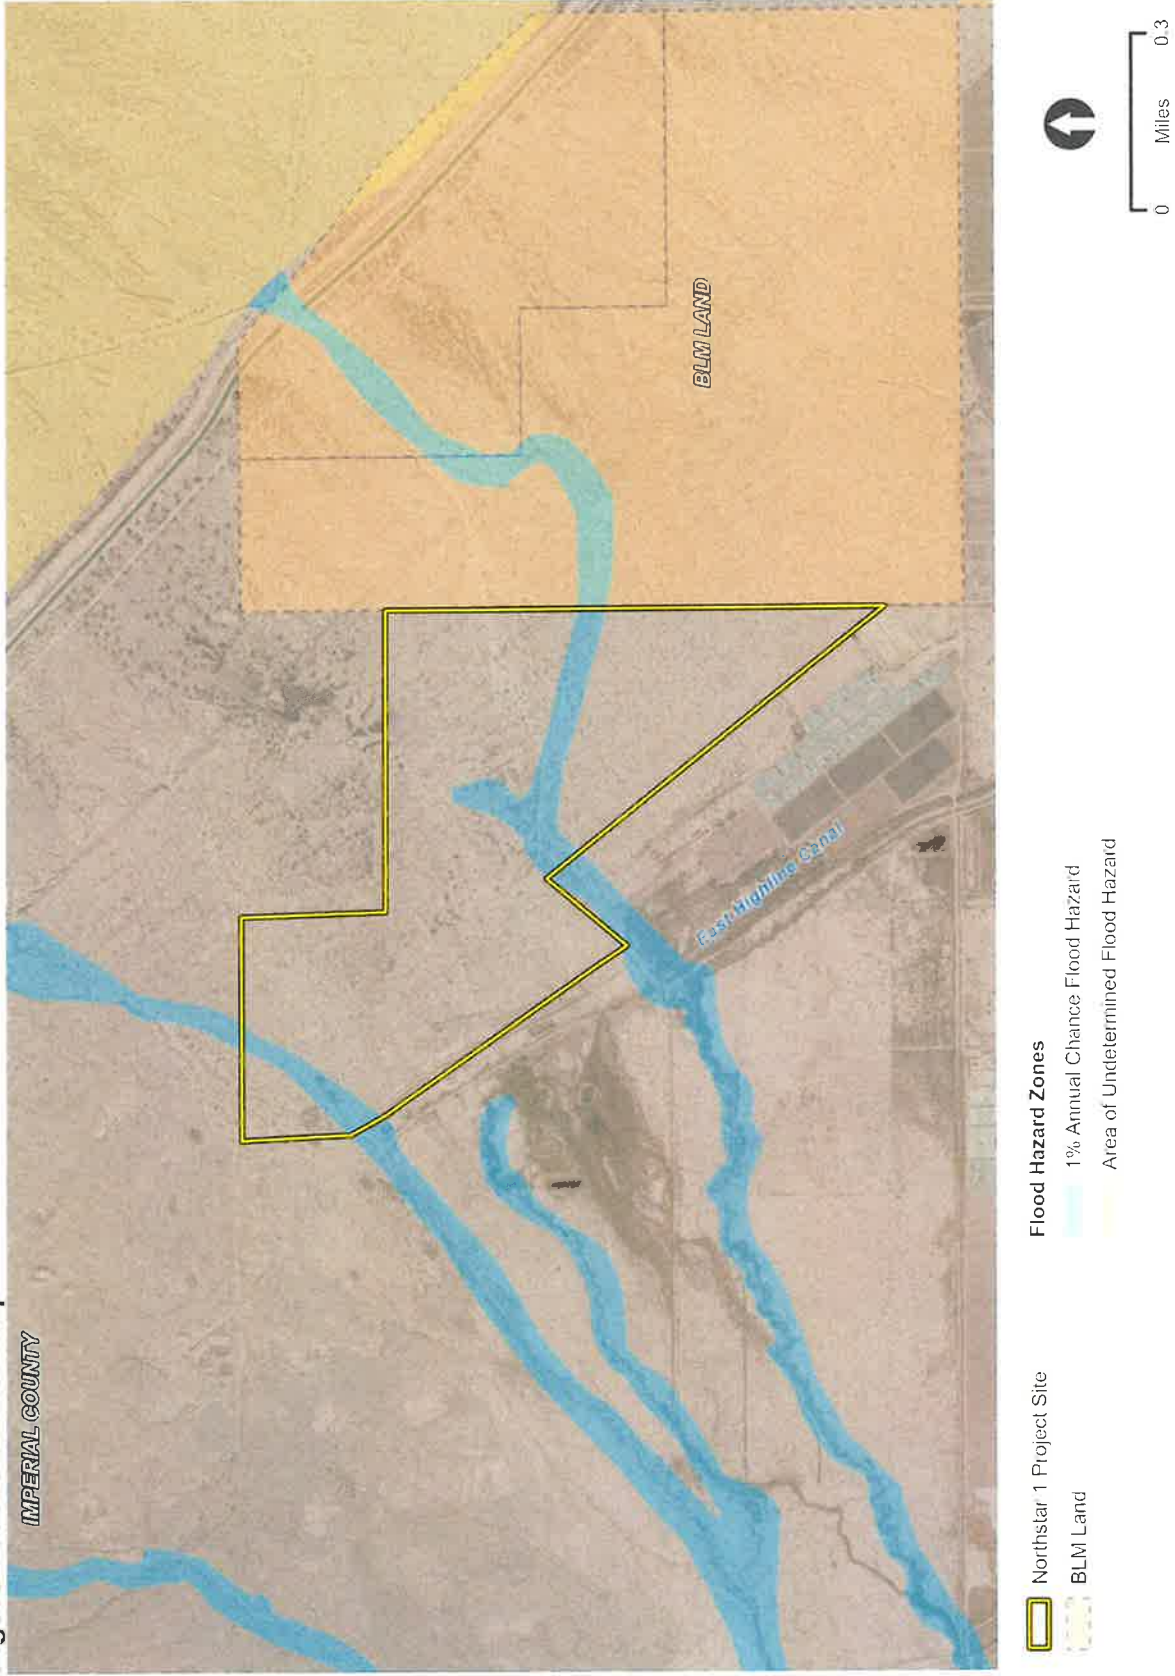 IMPERIAL COUNTY
BLM LAND
East Highline Canal
Northstar 1 Project Site
BLM Land
Flood Hazard Zones
1% Annual Chance Flood Hazard
Area of Undetermined Flood Hazard
0 Miles 0.3